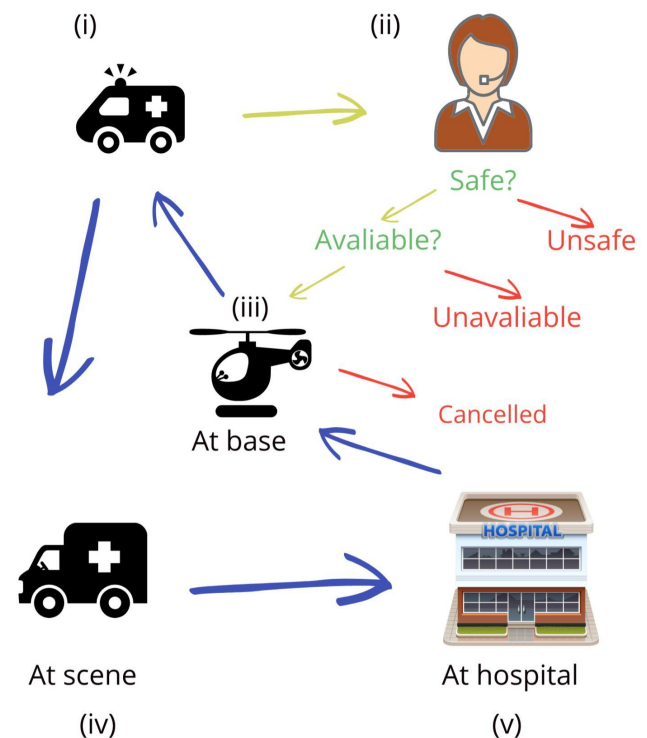 (i)
(ii)
Safe?
Avaliable?
Unsafe
(iii)
Unavaliable
At base
Cancelled
H
HOSPITAL
At scene
At hospital
(iv)
(v)